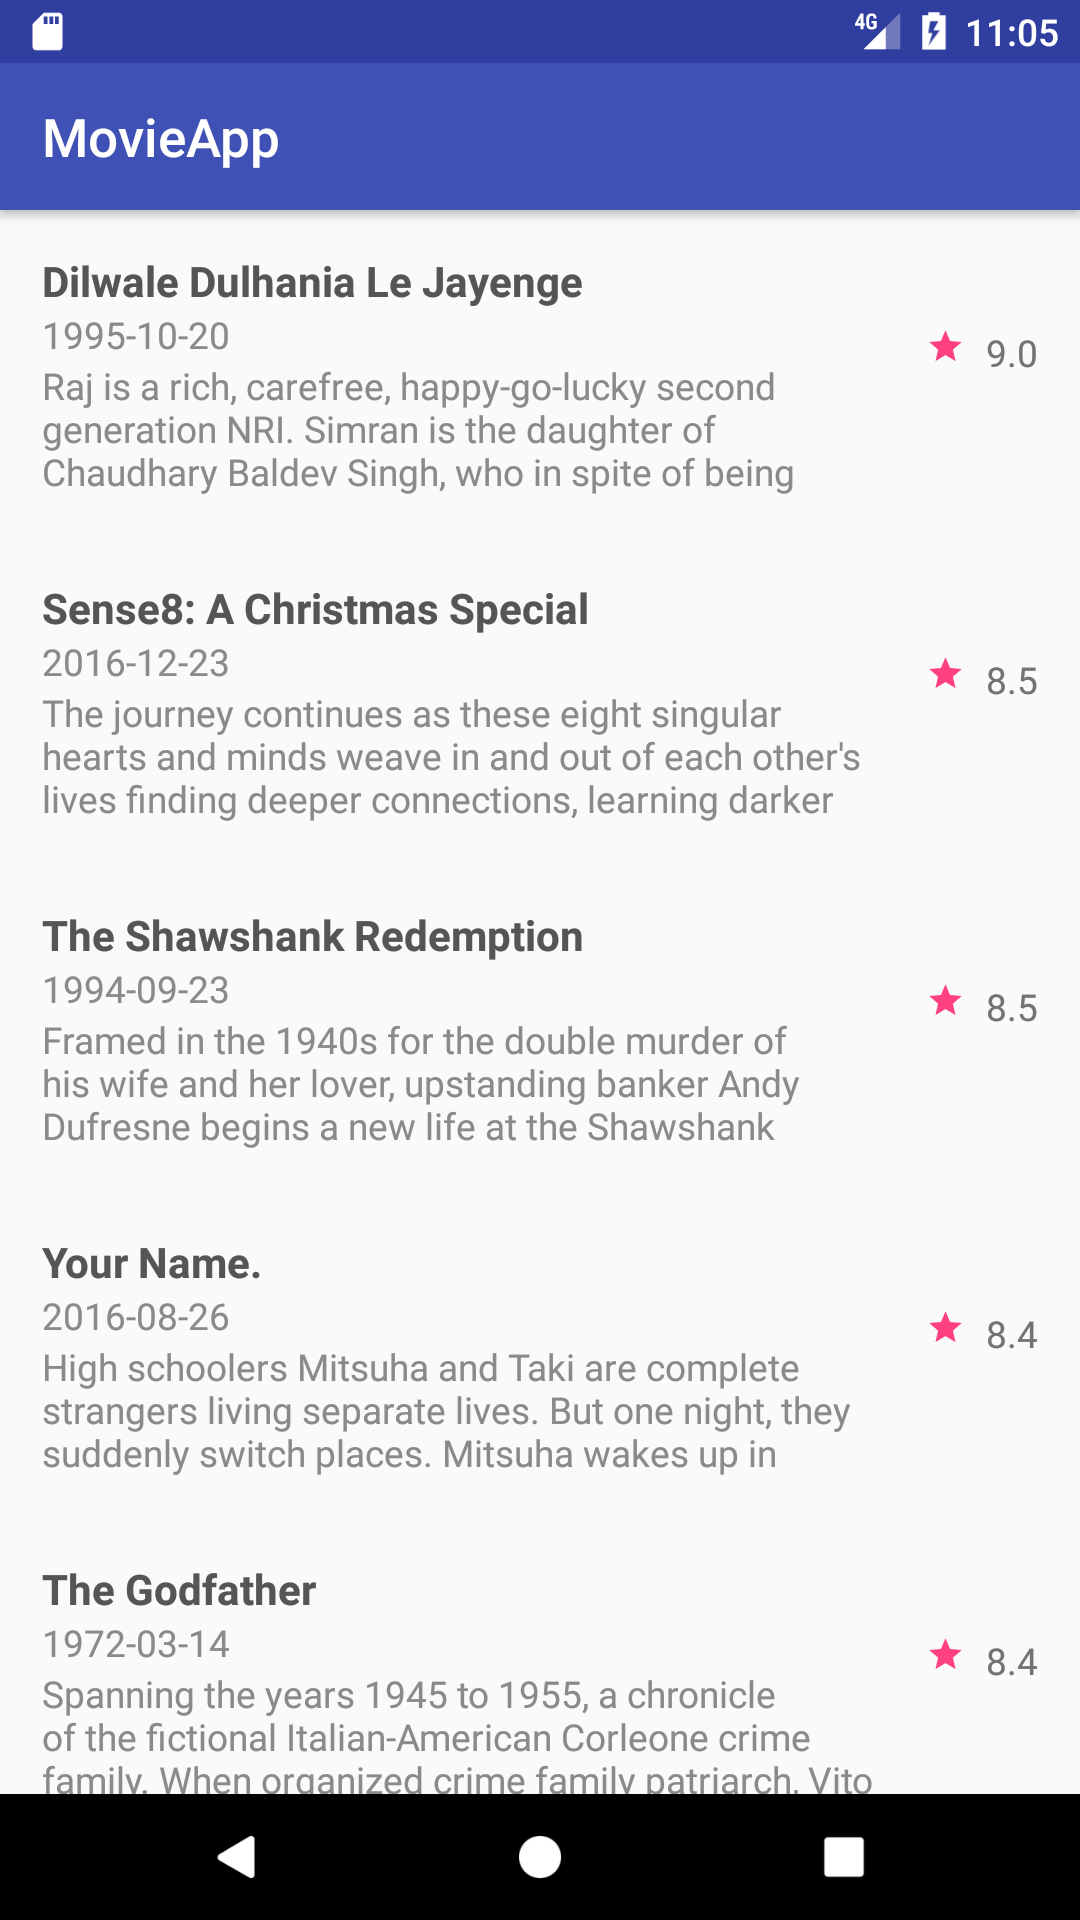 4G 11:05
MovieApp
Dilwale Dulhania Le Jayenge
1995-10-20
9.0
Raj is a rich, carefree, happy-go-lucky second
generation NRI. Simran is the daughter of
Chaudhary Baldev Singh, who in spite of being
Sense8: A Christmas Special
2016-12-23
8.5
The journey continues as these eight singular
hearts and minds weave in and out of each other's
lives finding deeper connections, learning darker
The Shawshank Redemption
1994-09-23
8.5
Framed in the 1940s for the double murder of
his wife and her lover, upstanding banker Andy
Dufresne begins a new life at the Shawshank
Your Name.
2016-08-26
8.4
High schoolers Mitsuha and Taki are complete
strangers living separate lives. But one night, they
suddenly switch places. Mitsuha wakes up in
The Godfather
1972-03-14
8.4
Spanning the years 1945 to 1955, a chronicle
of the fictional Italian-American Corleone crime
family. When organized crime family patriarch, Vito